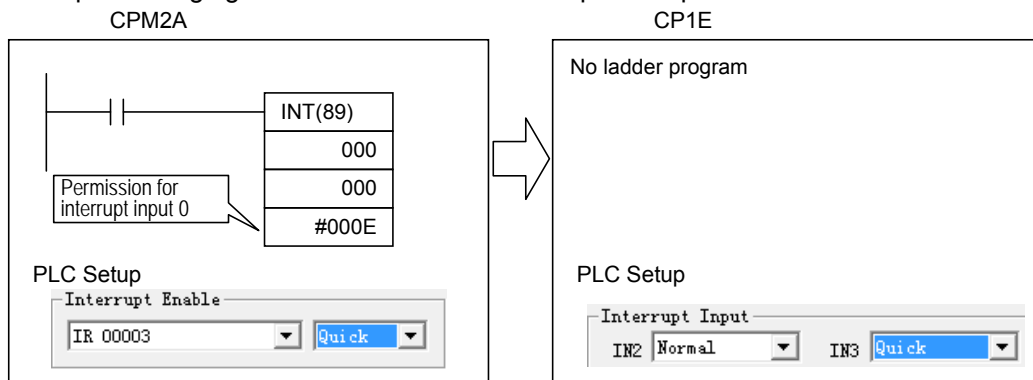 CPM2A
INT(89)
000
000
#000E
Permission for
interrupt input 0
PLC Setup
Interrupt Enable
IR 00003
Quick
CP1E
No ladder program
PLC Setup
Interrupt Input
IN2 Normal IN3 Quick